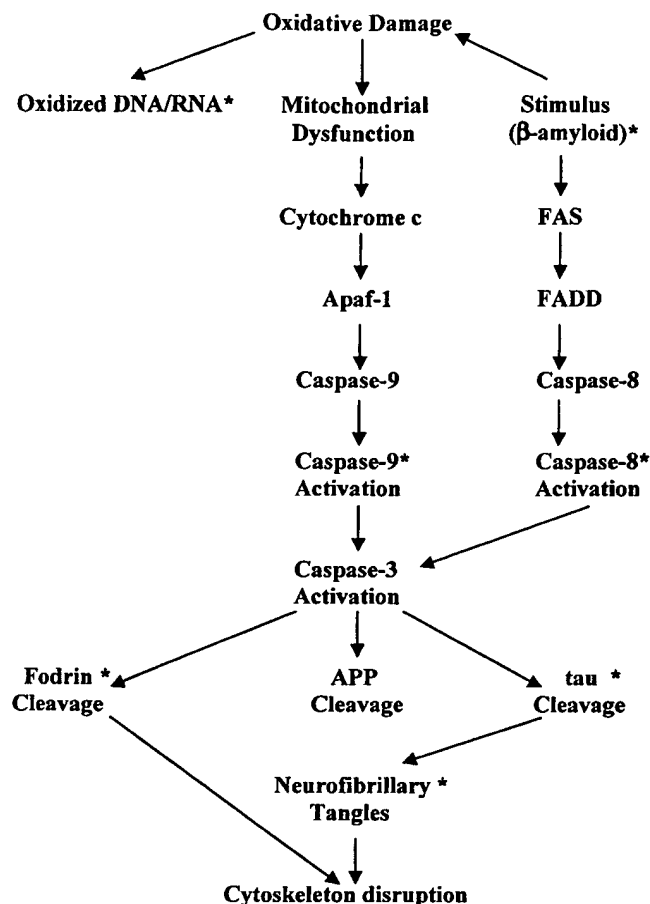 Oxidative Damage
Oxidized DNA/RNA*
Mitochondrial
Dysfunction
Stimulus
(β-amyloid)*
Cytochrome c
FAS
Apaf-1
FADD
Caspase-9
Caspase-8
Caspase-9*
Activation
Caspase-8*
Activation
Caspase-3
Activation
Fodrin *
Cleavage
APP
Cleavage
tau *
Cleavage
Neurofibrillary *
Tangles
Cytoskeleton disruption